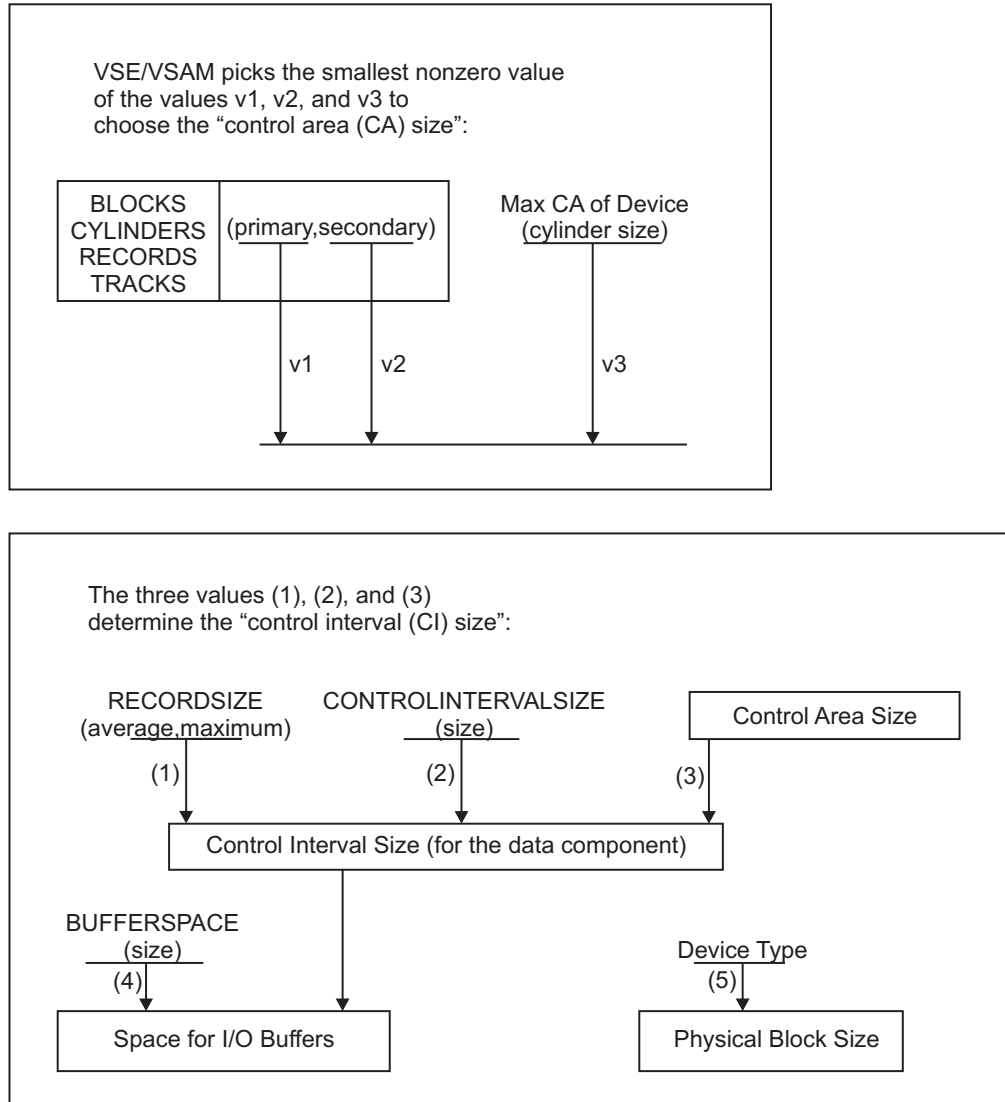 VSE/VSAM picks the smallest nonzero value
of the values v1, v2, and v3 to
choose the “control area (CA) size”:
BLOCKS
CYLINDERS
RECORDS
TRACKS
(primary,secondary)
Max CA of Device
(cylinder size)
v1
v2
v3
The three values (1), (2), and (3)
determine the “control interval (CI) size”:
RECORDSIZE
(average,maximum)
CONTROLINTERVALSIZE
(size)
Control Area Size
(1)
(2)
(3)
Control Interval Size (for the data component)
BUFFERSPACE
(size)
(4)
Device Type
(5)
Space for I/O Buffers
Physical Block Size